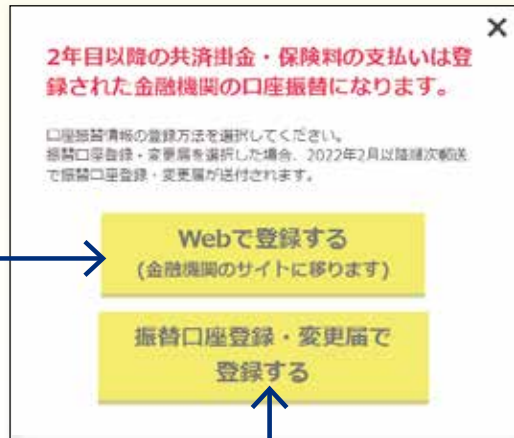 2年目以降の共済掛金・保険料の支払いは登
録された金融機関の口座振替になります。
口座振替情報の登録方法を選択してください。
振替口座登録・変更届を選択した場合、2022年2月以降順次郵送
で振替口座登録・変更届が送付されます。
Webで登録する
(金融機関のサイトに移ります)
振替口座登録・変更届で
登録する